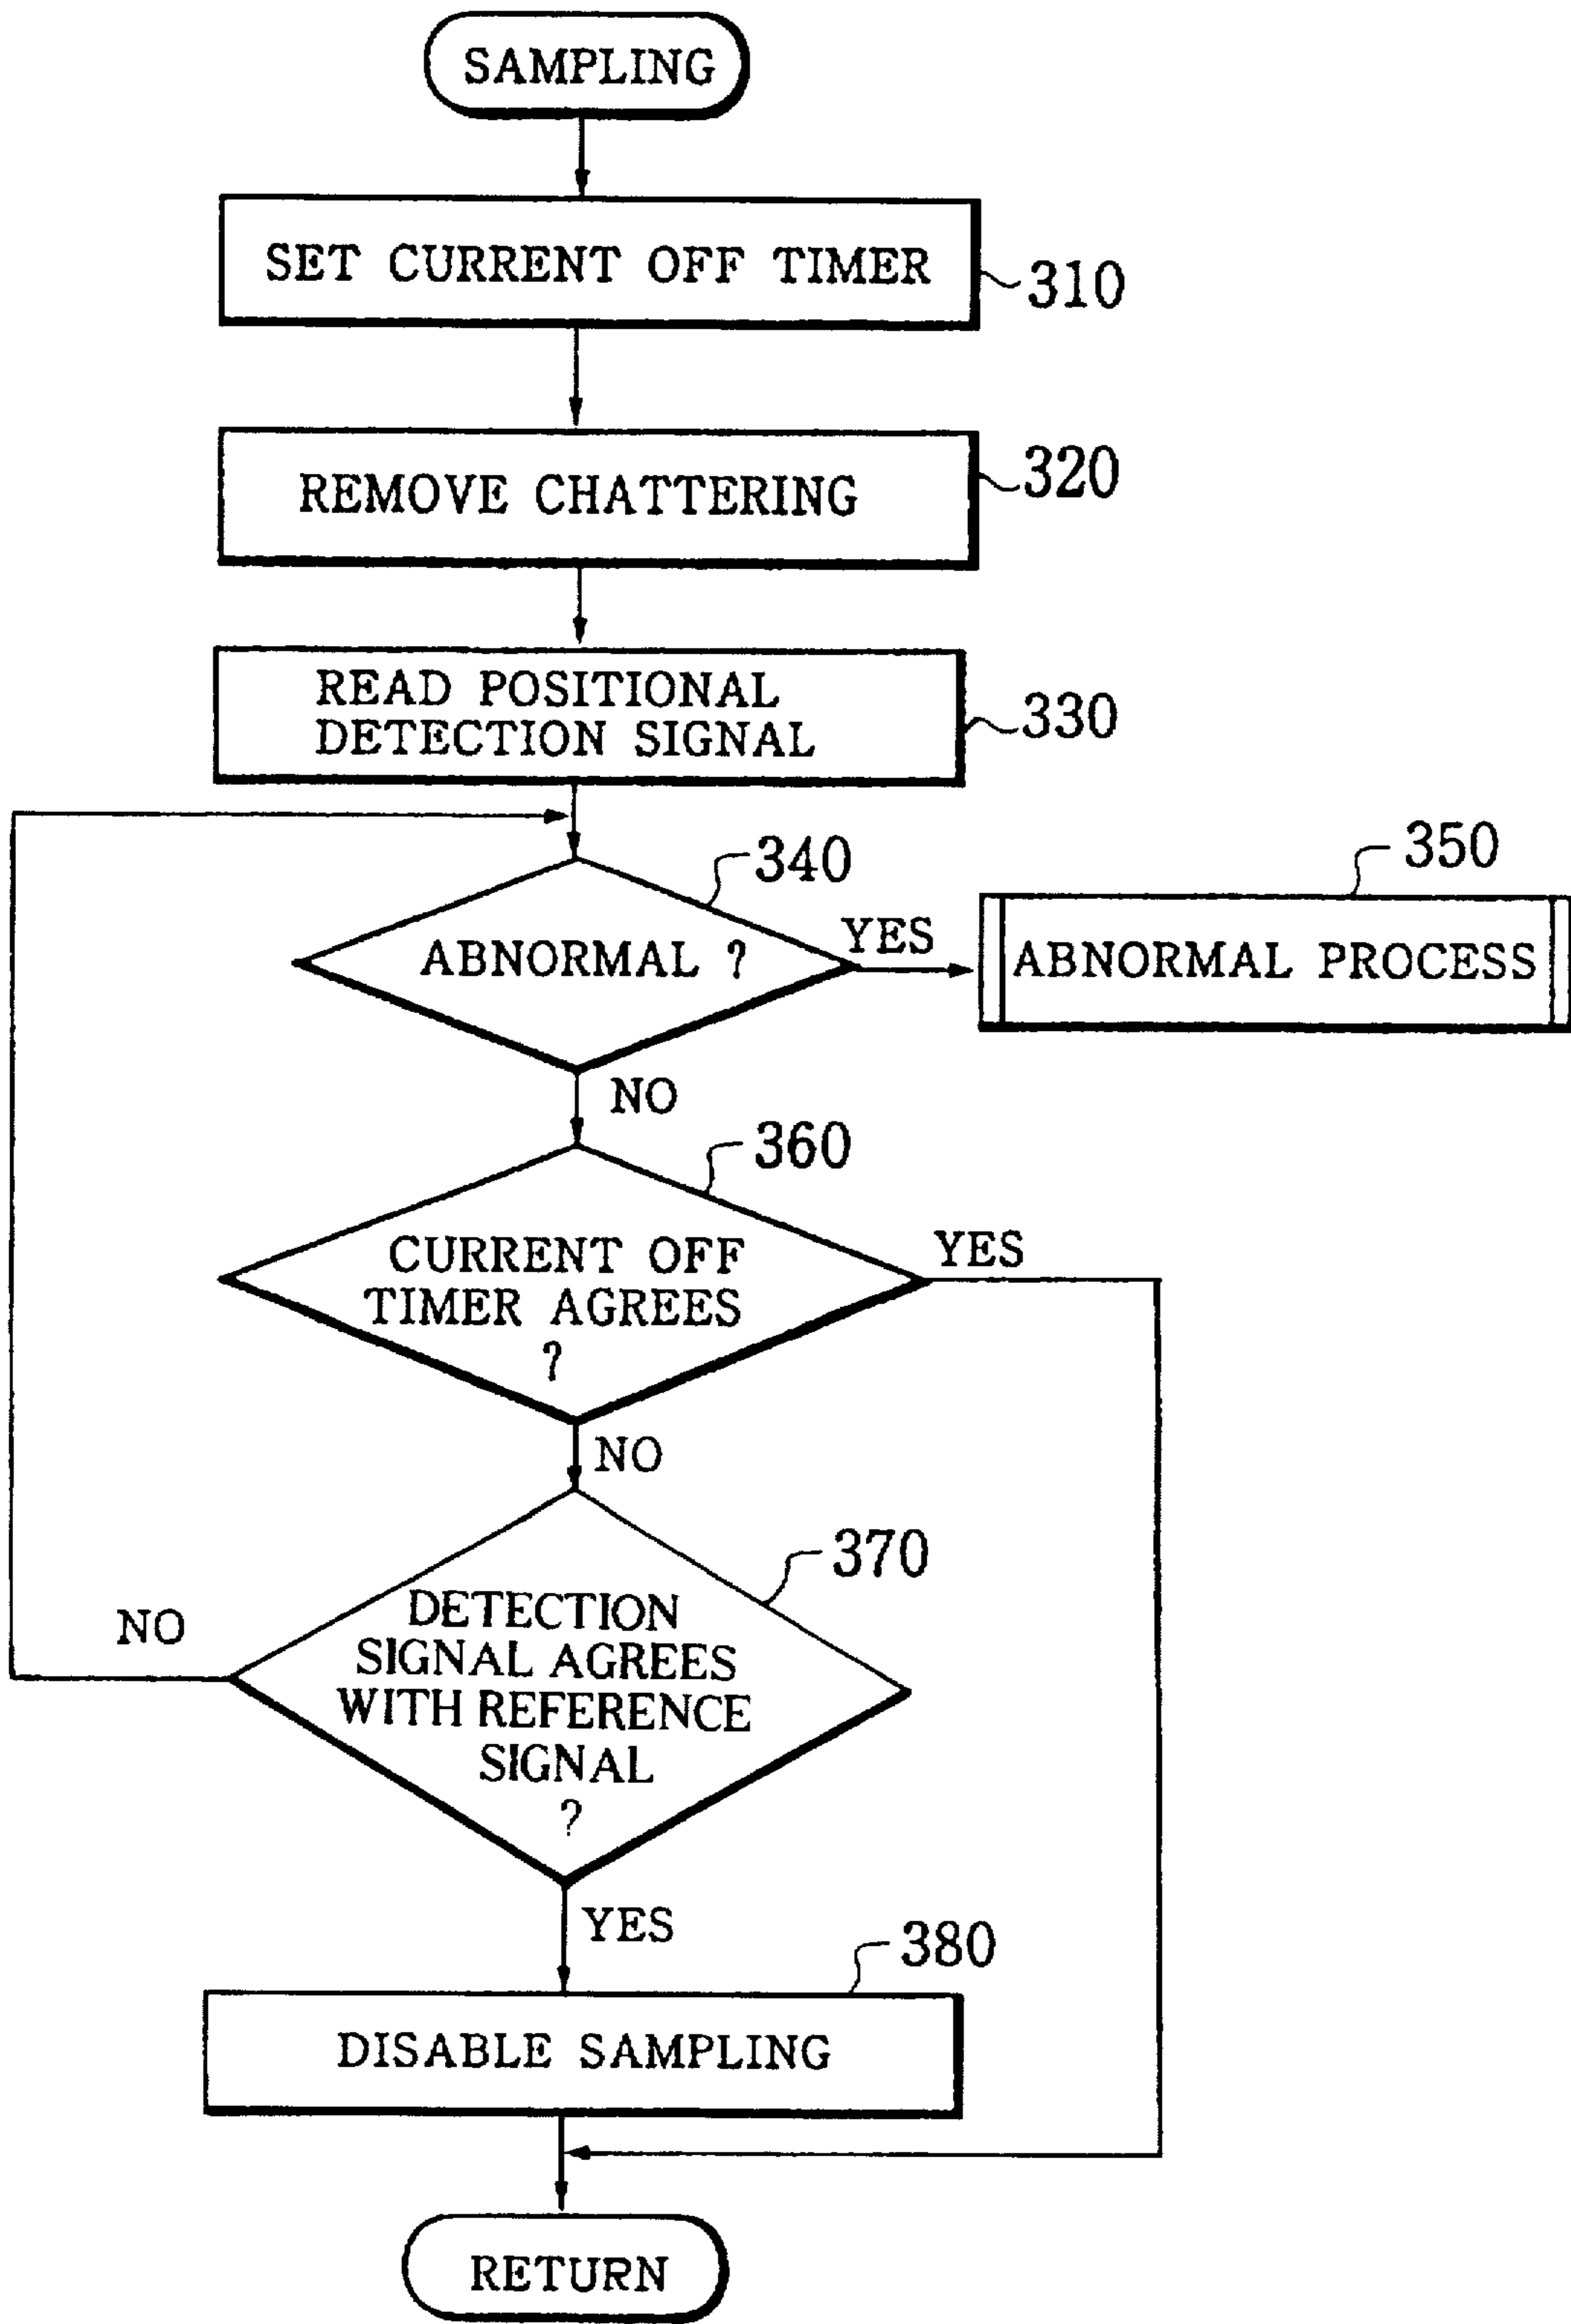 SAMPLING
SET CURRENT OFF TIMER
310
REMOVE CHATTERING
320
READ POSITIONAL
DETECTION SIGNAL
330
340
ABNORMAL ?
YES
350
ABNORMAL PROCESS
NO
360
CURRENT OFF
TIMER AGREES
?
YES
NO
370
DETECTION
SIGNAL AGREES
WITH REFERENCE
SIGNAL
?
NO
YES
380
DISABLE SAMPLING
RETURN